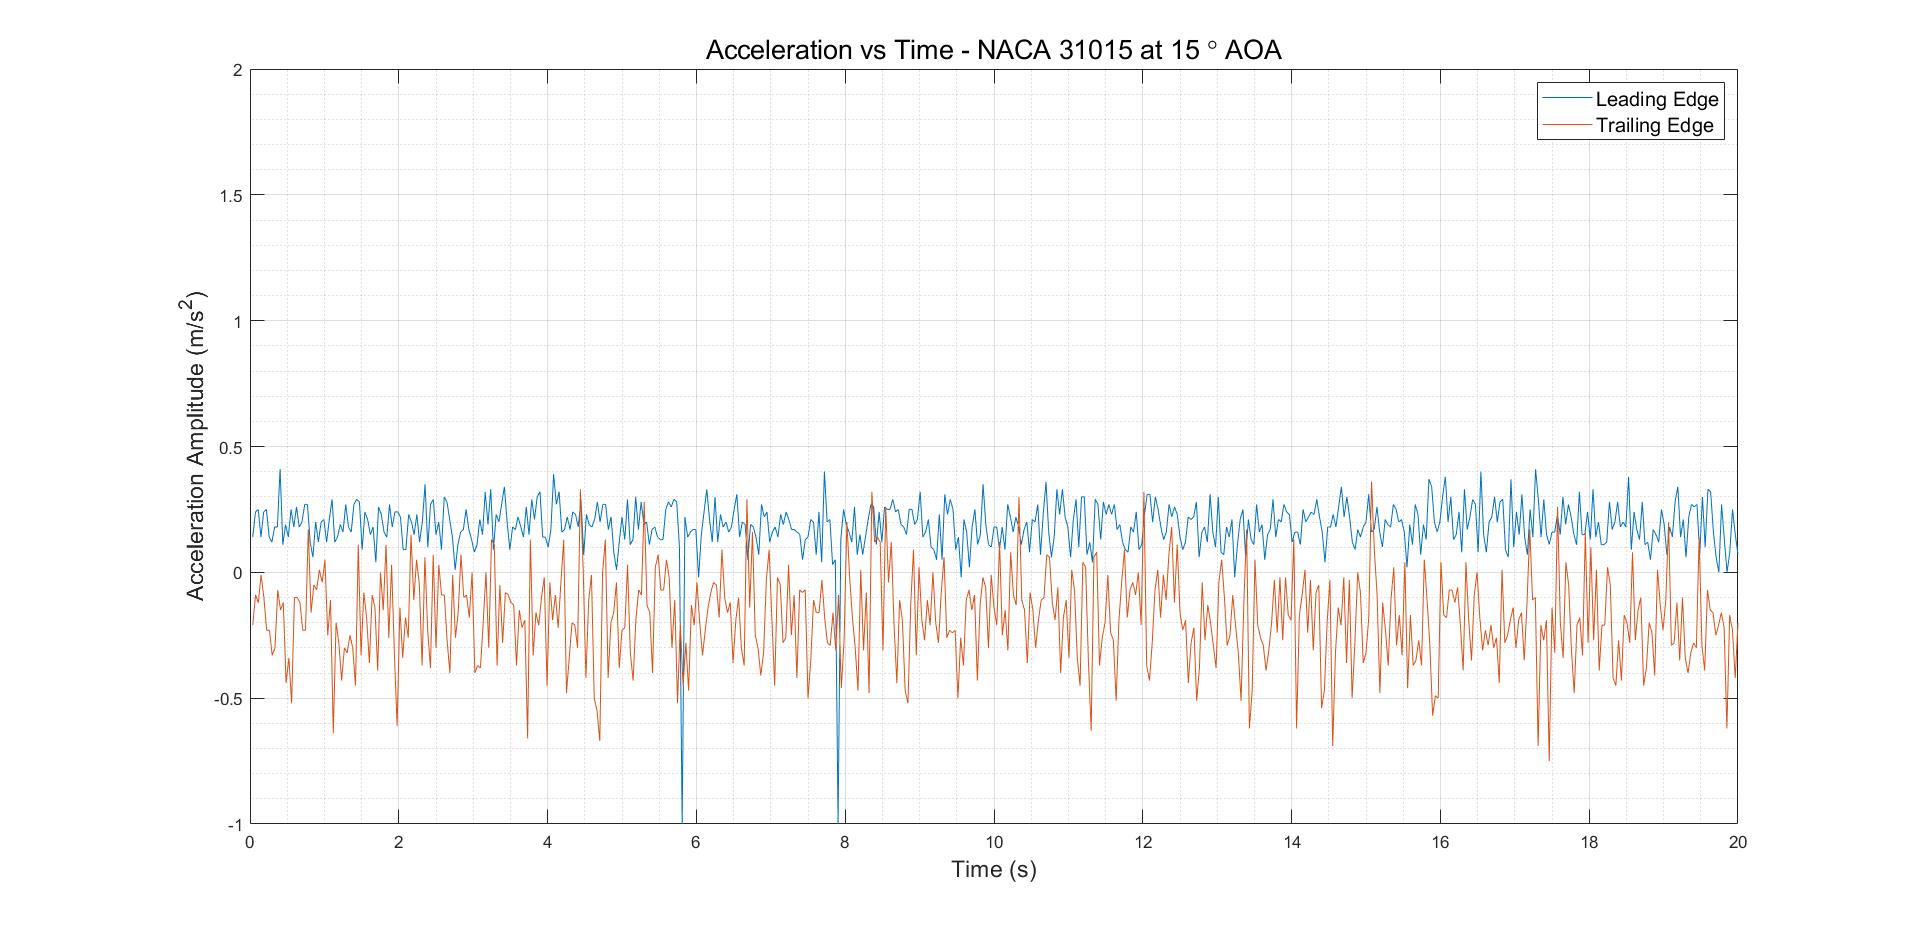 Acceleration vs Time - NACA 31015 at 15 ° AOA
Leading Edge
Trailing Edge
Acceleration Amplitude (m/s²)
2
1.5
1
0.5
0
-0.5
-1
0 2 4 6 8 10 12 14 16 18 20
Time (s)